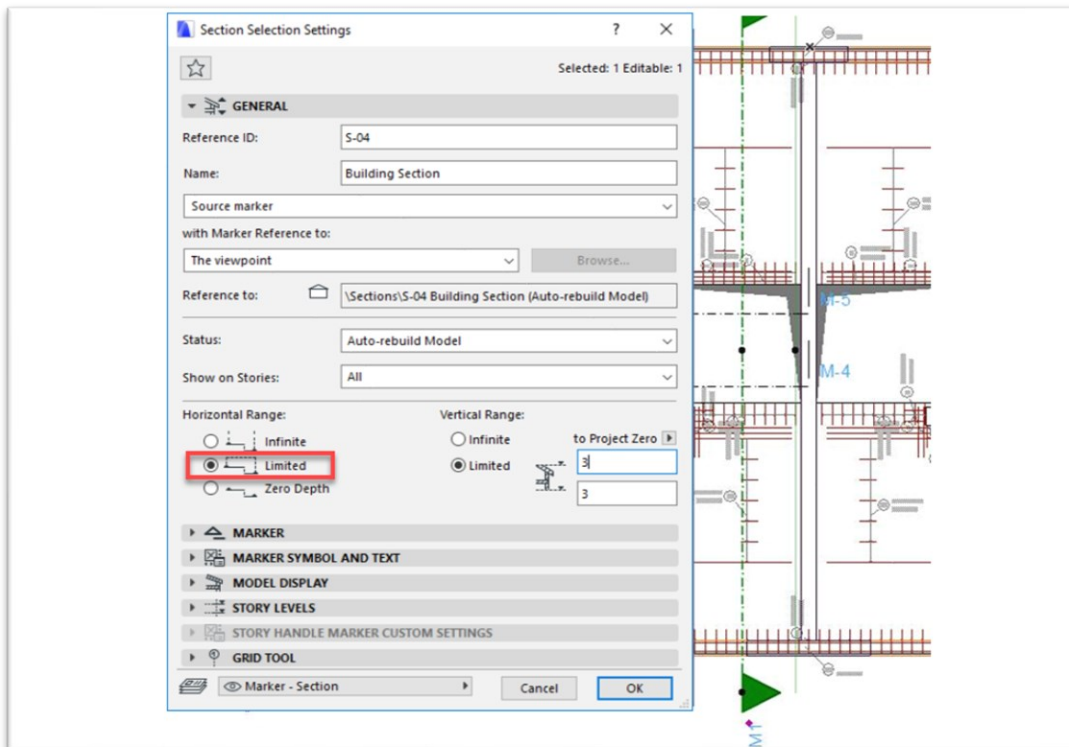 Section Selection Settings
?
Selected: 1 Editable: 1
GENERAL
Reference ID:
S-04
Name:
Building Section
Source marker
with Marker Reference to:
The viewpoint
Browse...
Reference to:
\Sections\S-04 Building Section (Auto-rebuild Model)
Status:
Auto-rebuild Model
Show on Stories:
All
Horizontal Range:
Vertical Range:
Infinite
Infinite
to Project Zero
Limited
Limited
3
Zero Depth
3
MARKER
MARKER SYMBOL AND TEXT
MODEL DISPLAY
STORY LEVELS
STORY HANDLE MARKER CUSTOM SETTINGS
GRID TOOL
Marker - Section
Cancel
OK
M-5
M-4
M1